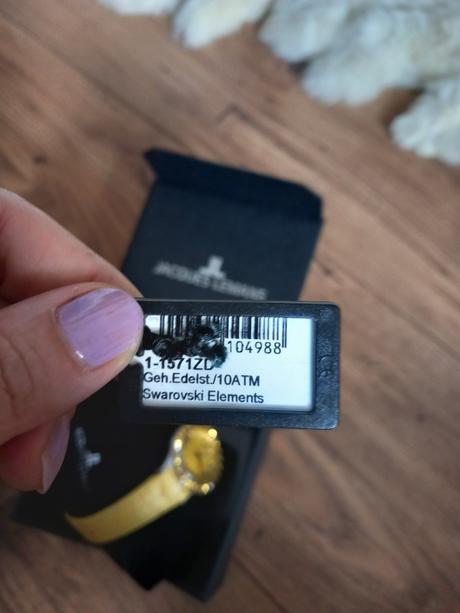 JACQUES LEMANS
104988
1-1571ZD
Geh.Edelst./10ATM
Swarovski Elements